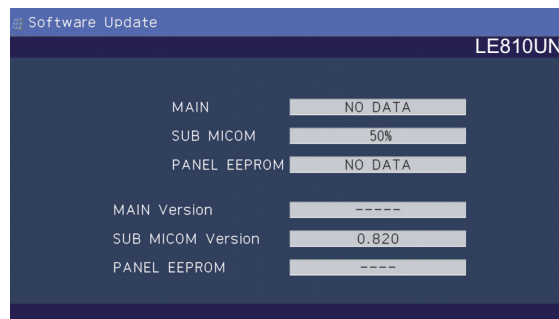 Software Update
LE810UN
MAIN NO DATA
SUB MICOM 50%
PANEL EEPROM NO DATA
MAIN Version -----
SUB MICOM Version 0.820
PANEL EEPROM ----